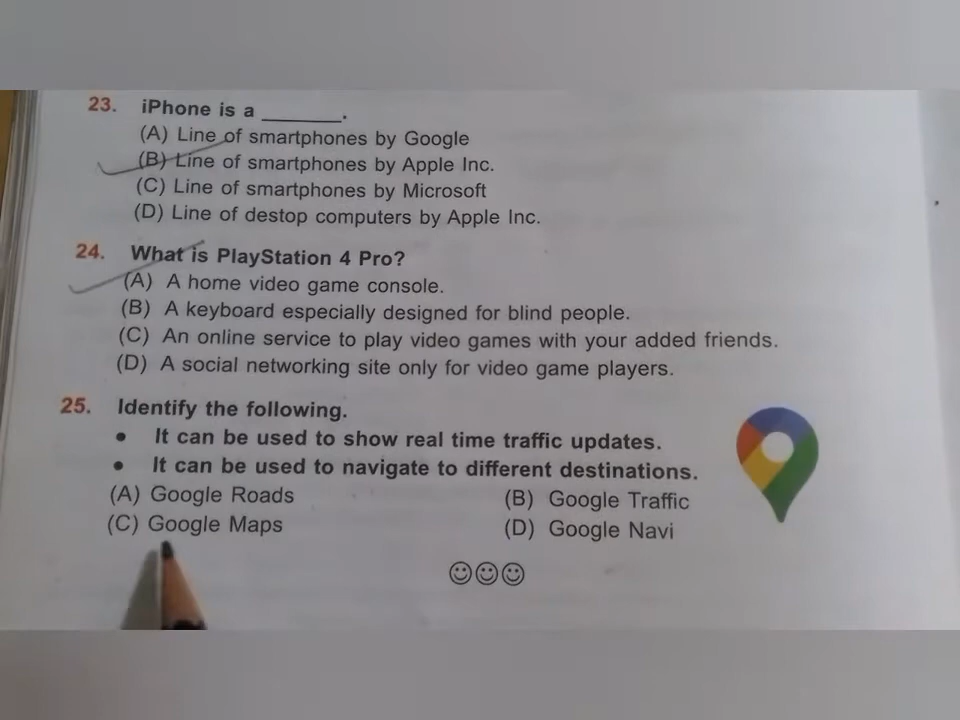 23. iPhone is a ________.
(A) Line of smartphones by Google
(B) Line of smartphones by Apple Inc.
(C) Line of smartphones by Microsoft
(D) Line of destop computers by Apple Inc.
24. What is PlayStation 4 Pro?
(A) A home video game console.
(B) A keyboard especially designed for blind people.
(C) An online service to play video games with your added friends.
(D) A social networking site only for video game players.
25. Identify the following.
• It can be used to show real time traffic updates.
• It can be used to navigate to different destinations.
(A) Google Roads (B) Google Traffic
(C) Google Maps (D) Google Navi